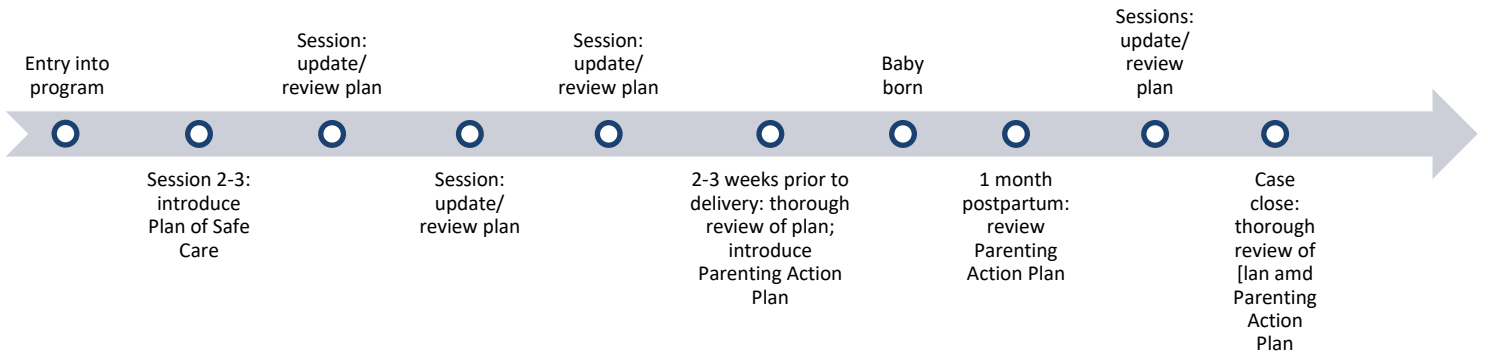 Entry into
program
Session 2-3:
introduce
Plan of Safe
Care
Session:
update/
review plan
Session:
update/
review plan
Session:
update/
review plan
2-3 weeks prior to
delivery: thorough
review of plan;
introduce
Parenting Action
Plan
Baby
born
1 month
postpartum:
review
Parenting
Action Plan
Sessions:
update/
review
plan
Case
close:
thorough
review of
[lan amd
Parenting
Action
Plan